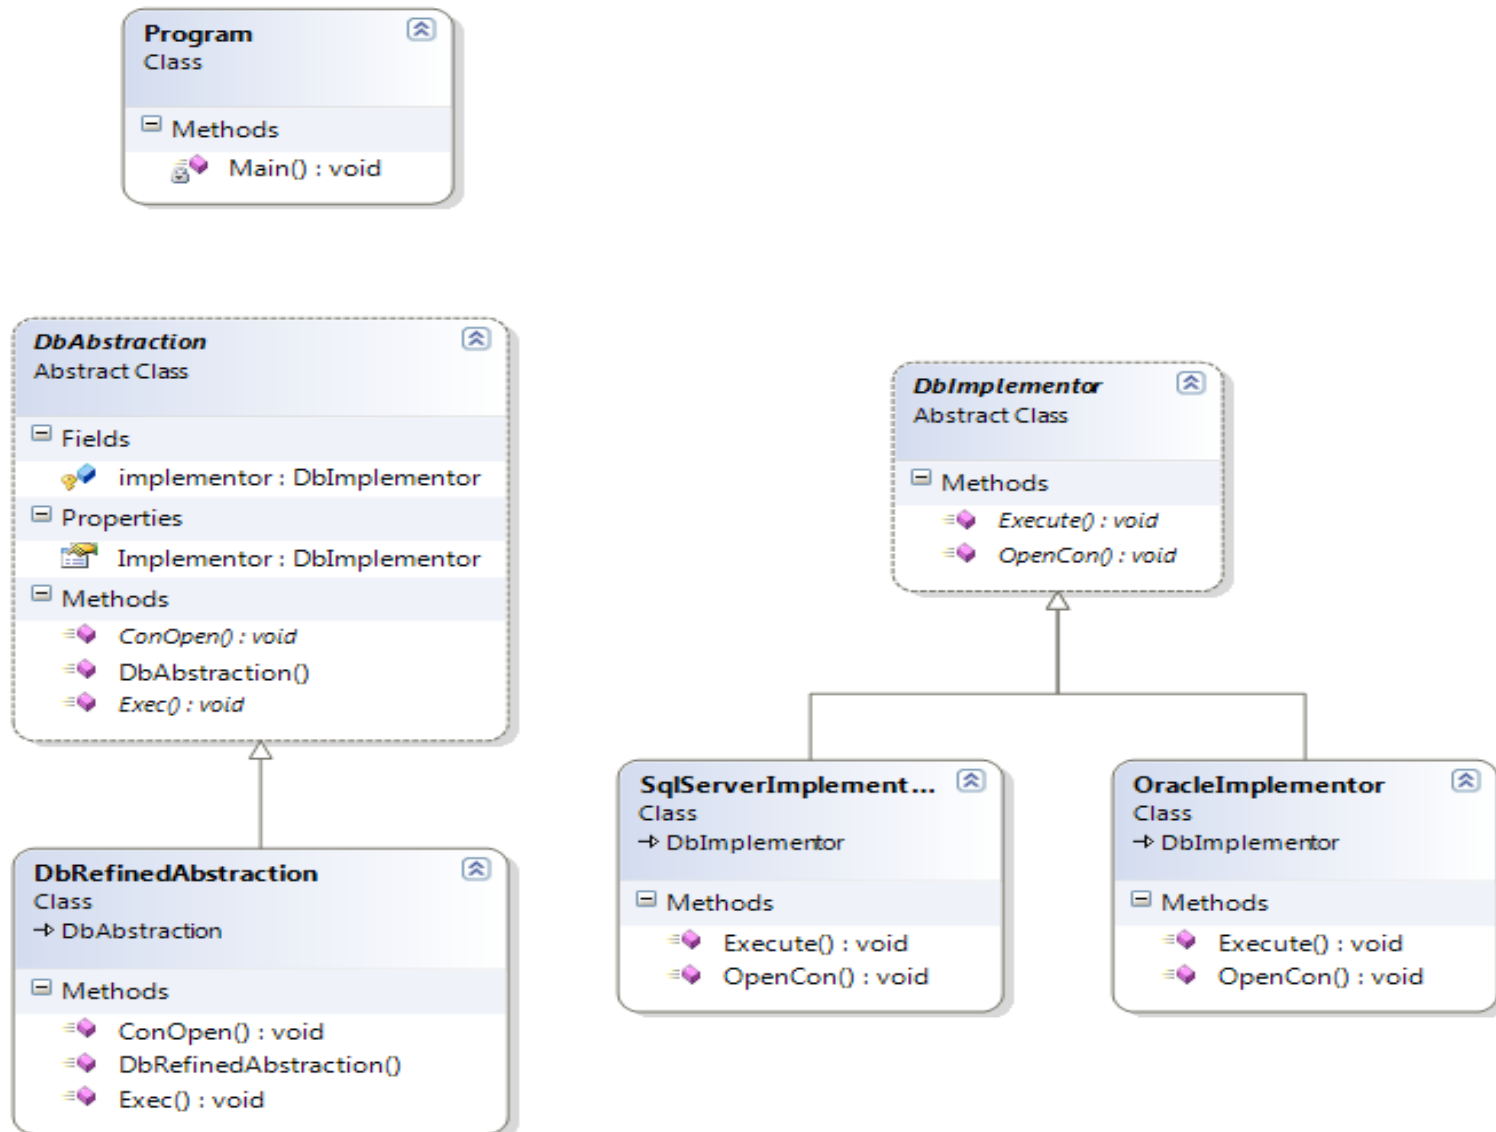 Program
Class
Methods
Main() : void
DbAbstraction
Abstract Class
Fields
implementor : DbImplementor
Properties
Implementor : DbImplementor
Methods
ConOpen() : void
DbAbstraction()
Exec() : void
DbRefinedAbstraction
Class
DbAbstraction
Methods
ConOpen() : void
DbRefinedAbstraction()
Exec() : void
DbImplementor
Abstract Class
Methods
Execute() : void
OpenCon() : void
SqlServerImplement...
Class
DbImplementor
Methods
Execute() : void
OpenCon() : void
OracleImplementor
Class
DbImplementor
Methods
Execute() : void
OpenCon() : void